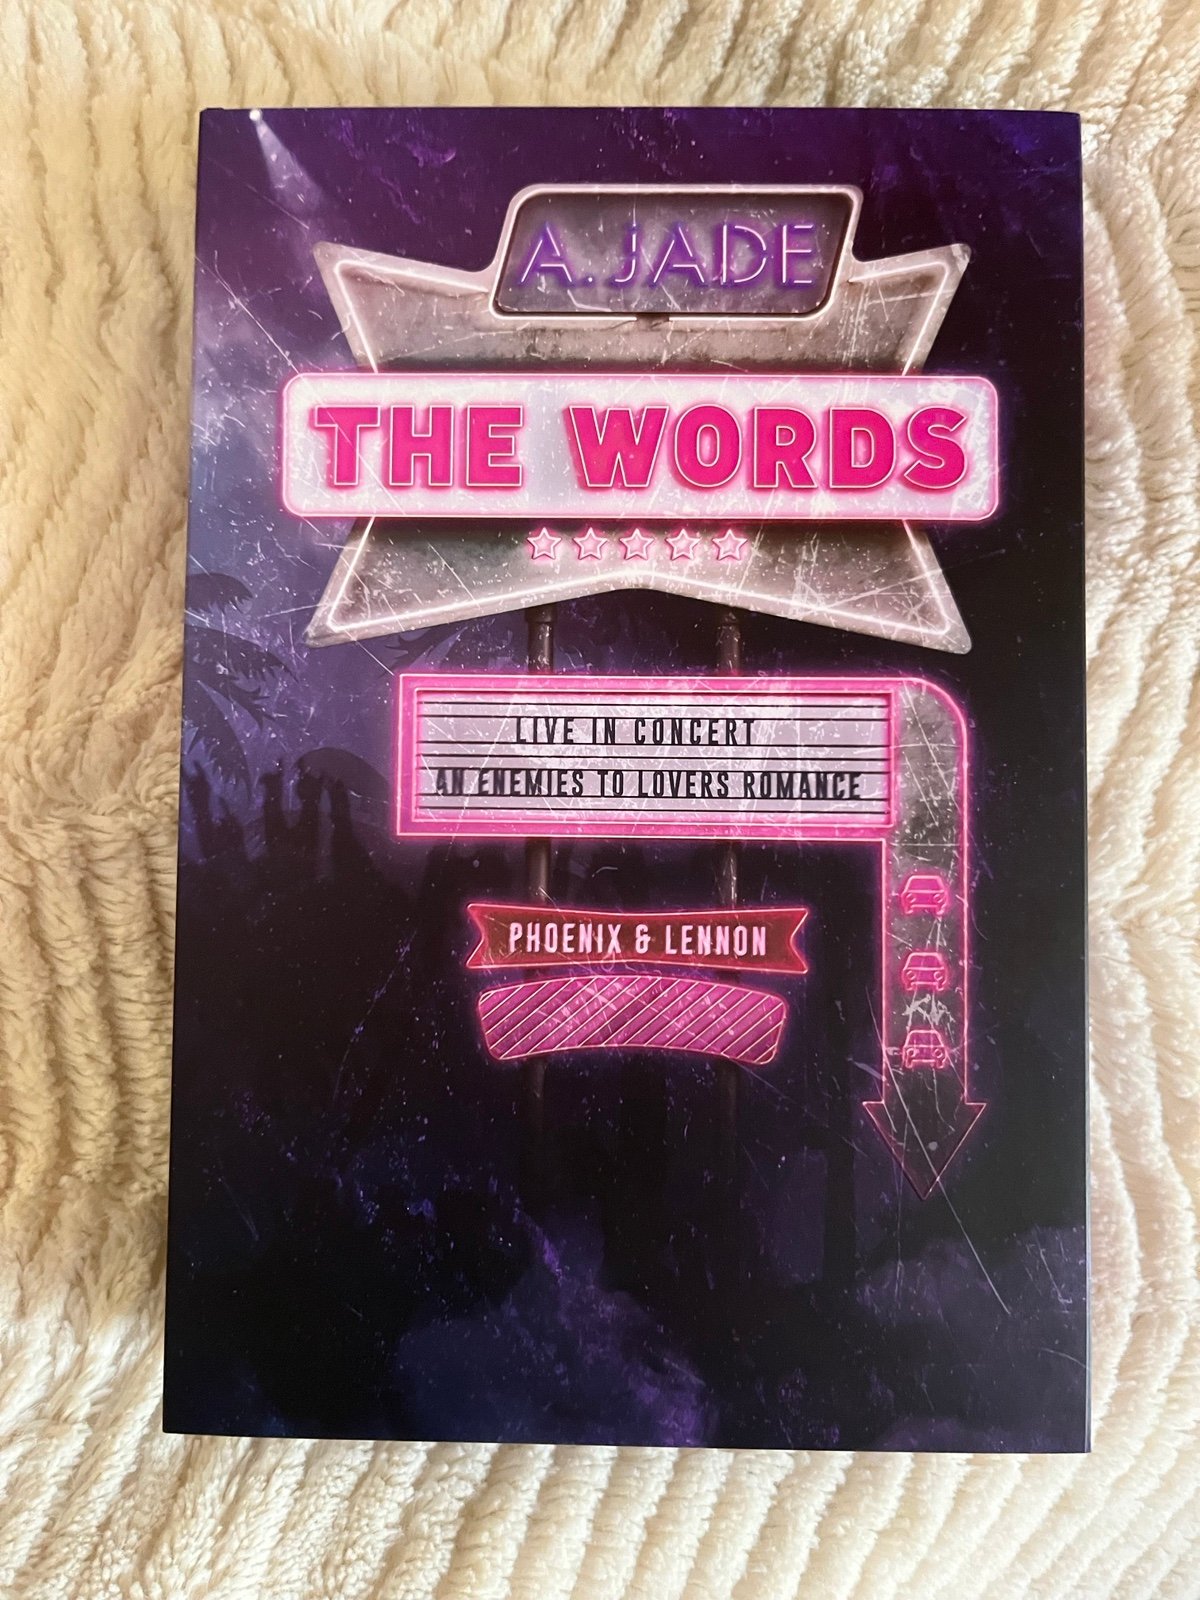 A. JADE
THE WORDS
LIVE IN CONCERT
AN ENEMIES TO LOVERS ROMANCE
PHOENIX & LENNON